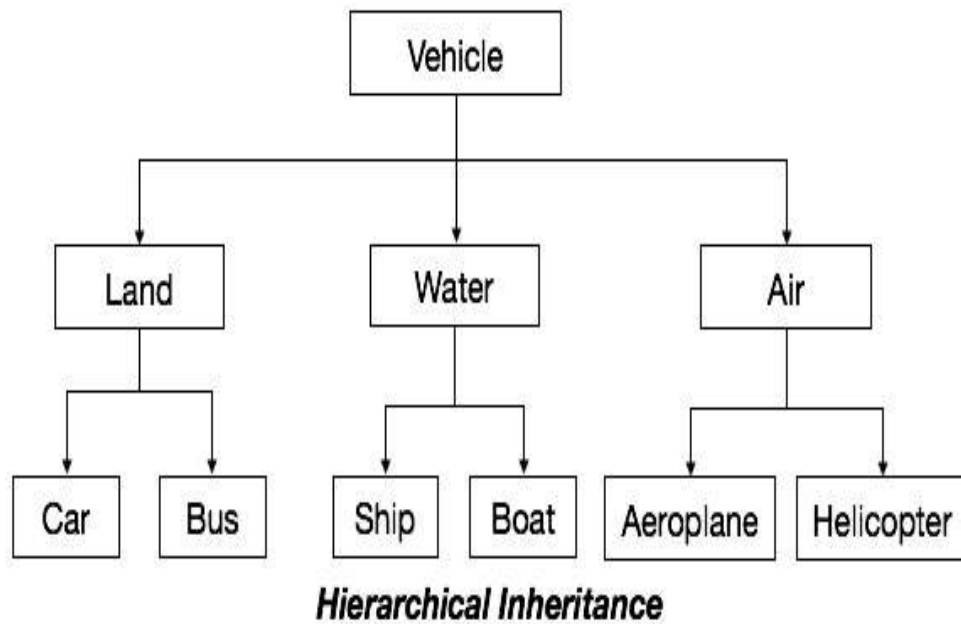 Vehicle
Land
Water
Air
Car
Bus
Ship
Boat
Aeroplane
Helicopter
Hierarchical Inheritance